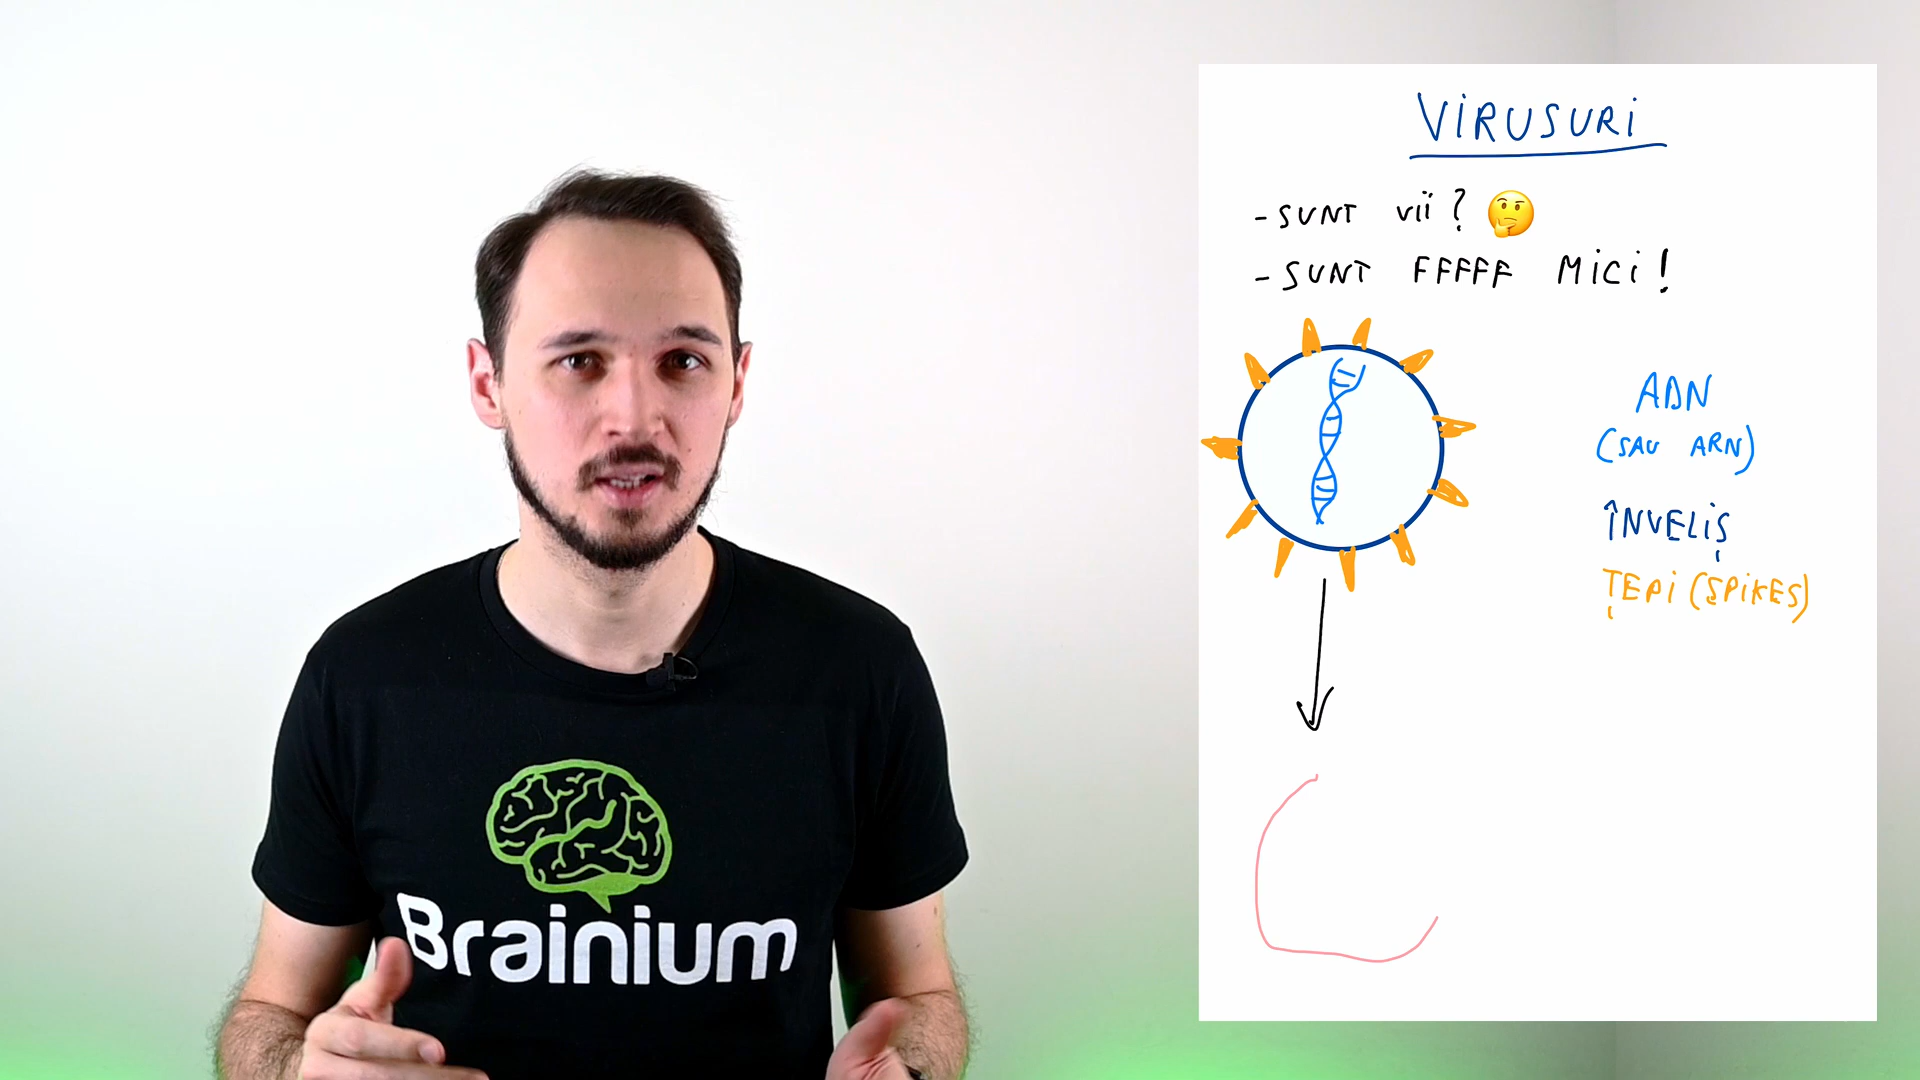 Brainium
VIRUSURI
- SUNT VII? 🤔
- SUNT FFFFF MICI!
ADN
(SAU ARN)
ÎNVELIȘ
ȚEPI (SPIKES)